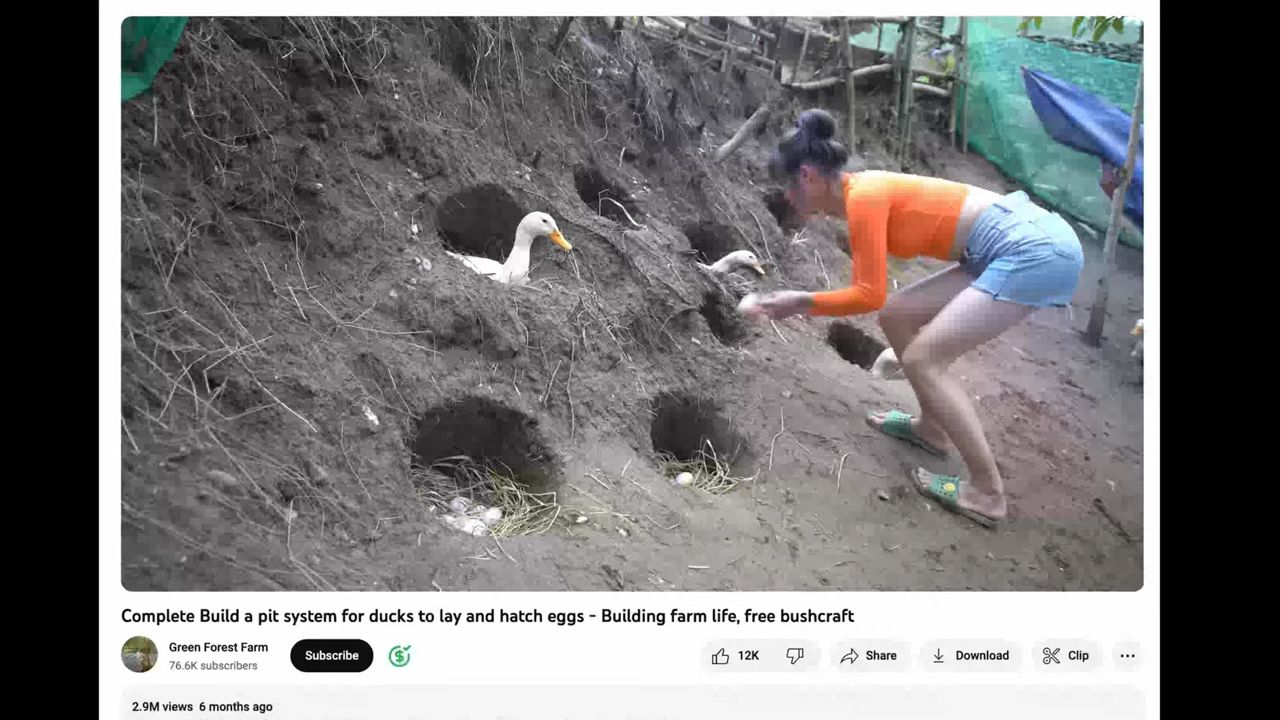 Complete Build a pit system for ducks to lay and hatch eggs - Building farm life, free bushcraft
Green Forest Farm
76.6K subscribers
Subscribe
12K
Share
Download
Clip
2.9M views 6 months ago